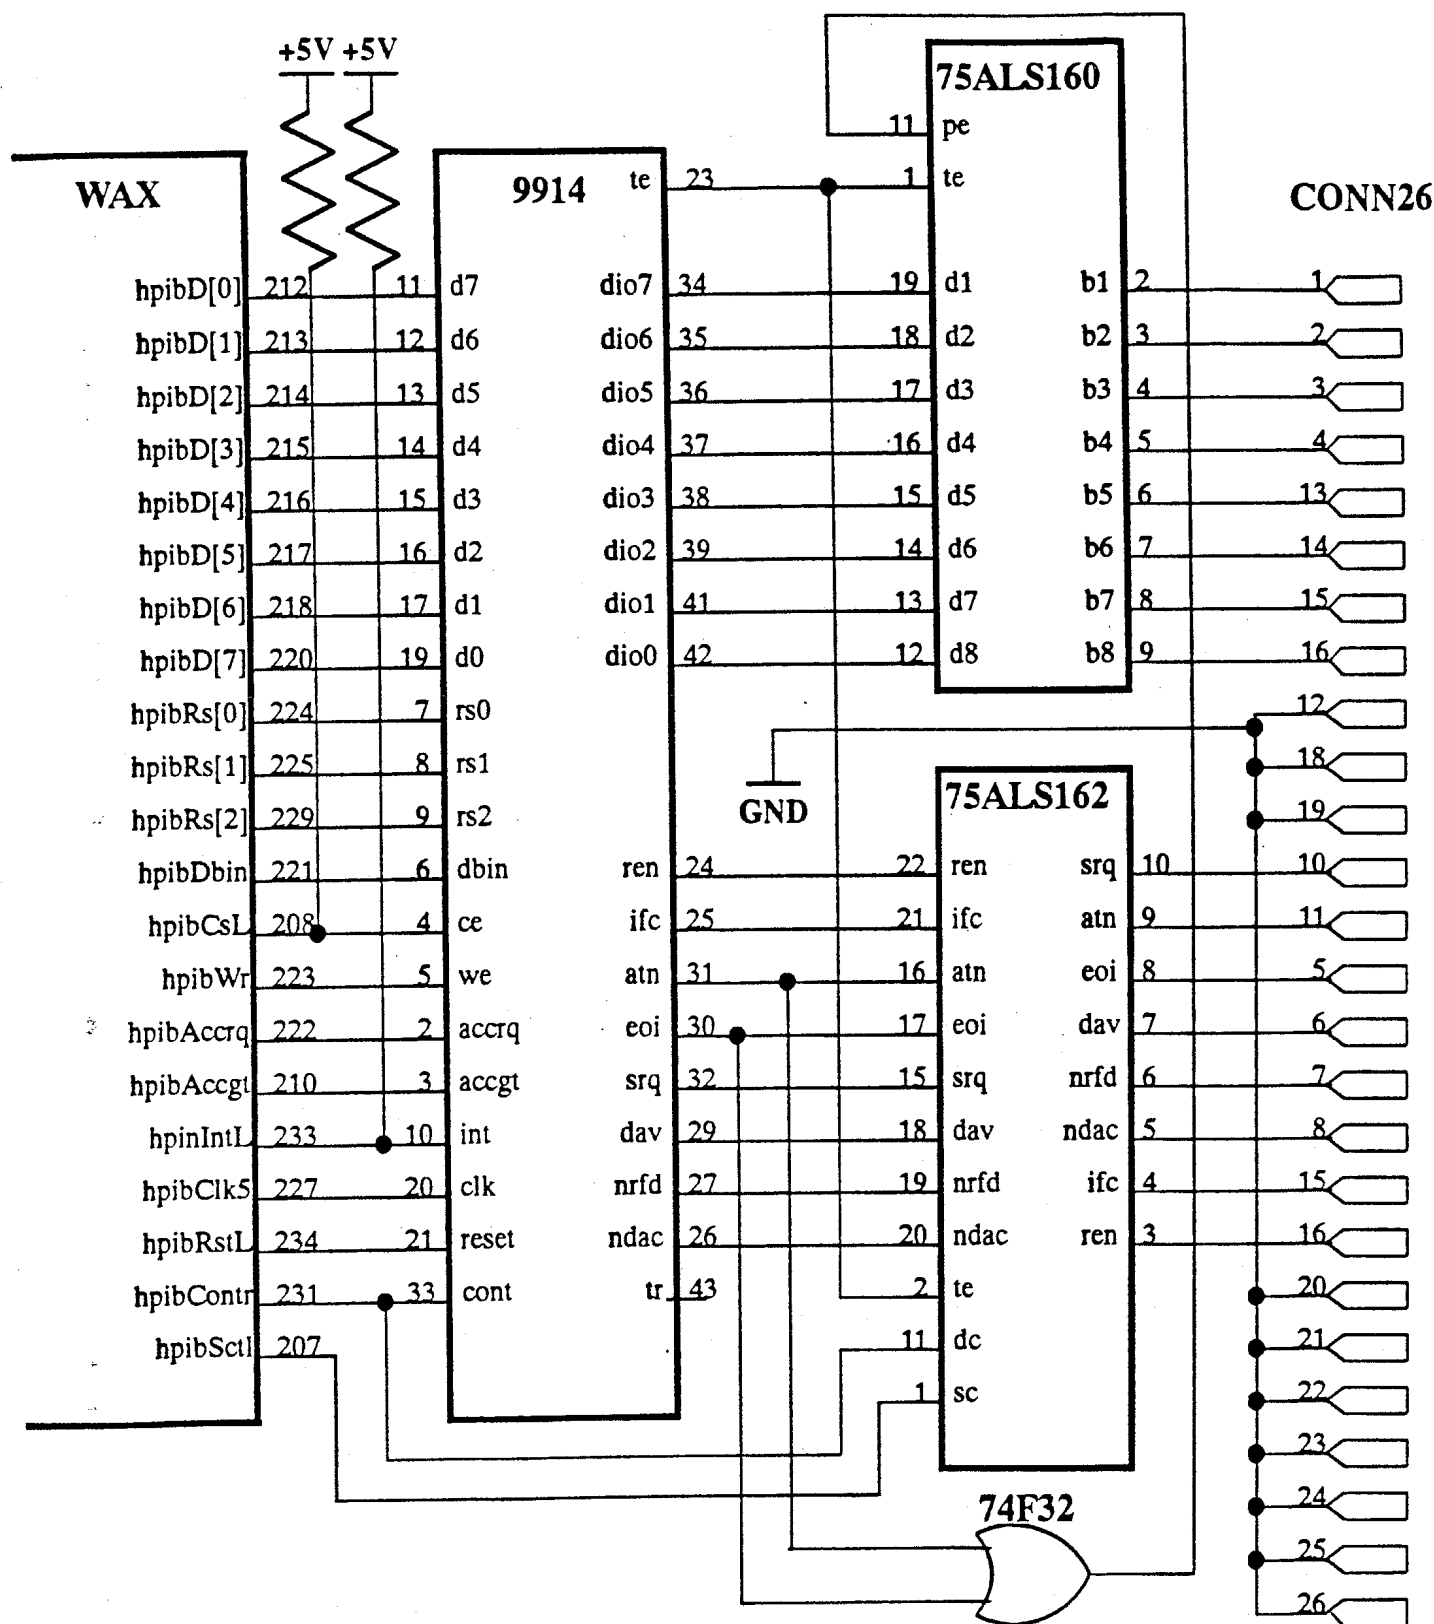 +5V +5V
75ALS160
WAX
9914
CONN26
11 pe
te 23 1 te
hpibD[0] 212 11 d7 dio7 34 19 d1 b1 2 1
hpibD[1] 213 12 d6 dio6 35 18 d2 b2 3 2
hpibD[2] 214 13 d5 dio5 36 17 d3 b3 4 3
hpibD[3] 215 14 d4 dio4 37 16 d4 b4 5 4
hpibD[4] 216 15 d3 dio3 38 15 d5 b5 6 13
hpibD[5] 217 16 d2 dio2 39 14 d6 b6 7 14
hpibD[6] 218 17 d1 dio1 41 13 d7 b7 8 15
hpibD[7] 220 19 d0 dio0 42 12 d8 b8 9 16
hpibRs[0] 224 7 rs0 12
hpibRs[1] 225 8 rs1 18
GND 75ALS162
hpibRs[2] 229 9 rs2 19
hpibDbin 221 6 dbin ren 24 22 ren srq 10 10
hpibCsL 208 4 ce ifc 25 21 ifc atn 9 11
hpibWr 223 5 we atn 31 16 atn eoi 8 5
hpibAccrq 222 2 accrq eoi 30 17 eoi dav 7 6
hpibAccgt 210 3 accgt srq 32 15 srq nrfd 6 7
hpinIntL 233 10 int dav 29 18 dav ndac 5 8
hpibClk5 227 20 clk nrfd 27 19 nrfd ifc 4 15
hpibRstL 234 21 reset ndac 26 20 ndac ren 3 16
hpibContr 231 33 cont tr 43 2 te 20
hpibSctl 207 11 dc 21
1 sc 22
23
74F32 24
25
26